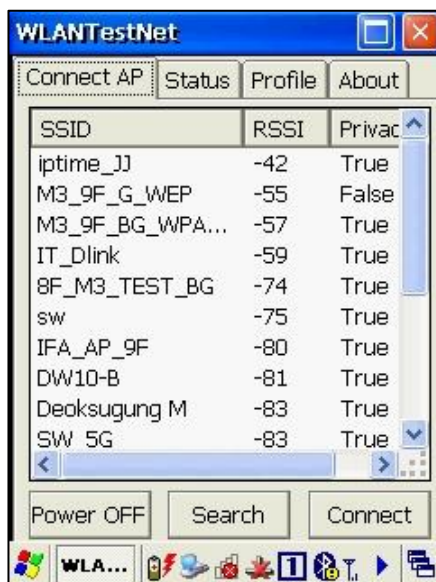 WLANTestNet
Connect AP Status Profile About
SSID RSSI Privac
iptime_JJ -42 True
M3_9F_G_WEP -55 False
M3_9F_BG_WPA... -57 True
IT_Dlink -59 True
8F_M3_TEST_BG -74 True
sw -75 True
IFA_AP_9F -80 True
DW10-B -81 True
Deoksugung M -83 True
SW_5G -83 True
Power OFF Search Connect
WLA... 1